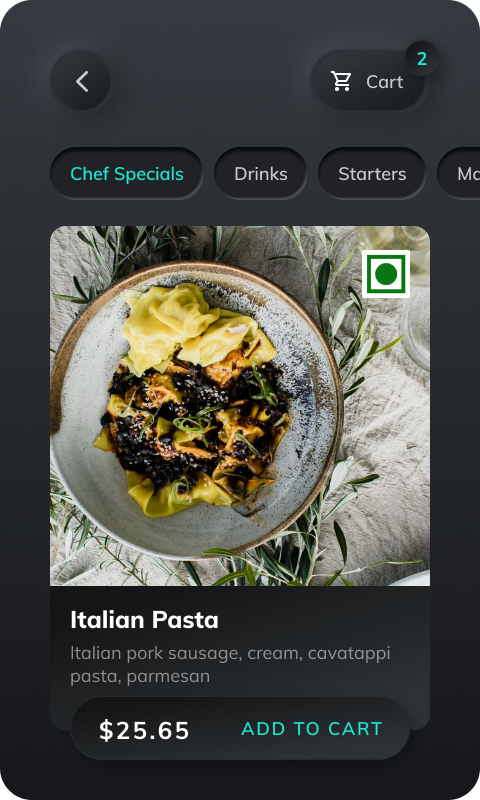 2
Cart
Chef Specials
Drinks
Starters
Ma
Italian Pasta
Italian pork sausage, cream, cavatappi
pasta, parmesan
$25.65
ADD TO CART